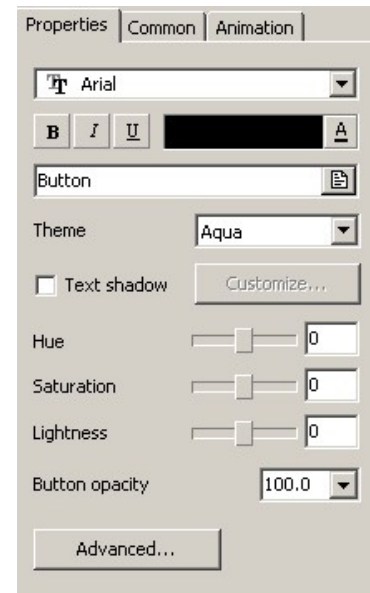 Properties Common Animation
Arial
B I U A
Button
Theme Aqua
Text shadow Customize...
Hue 0
Saturation 0
Lightness 0
Button opacity 100.0
Advanced...